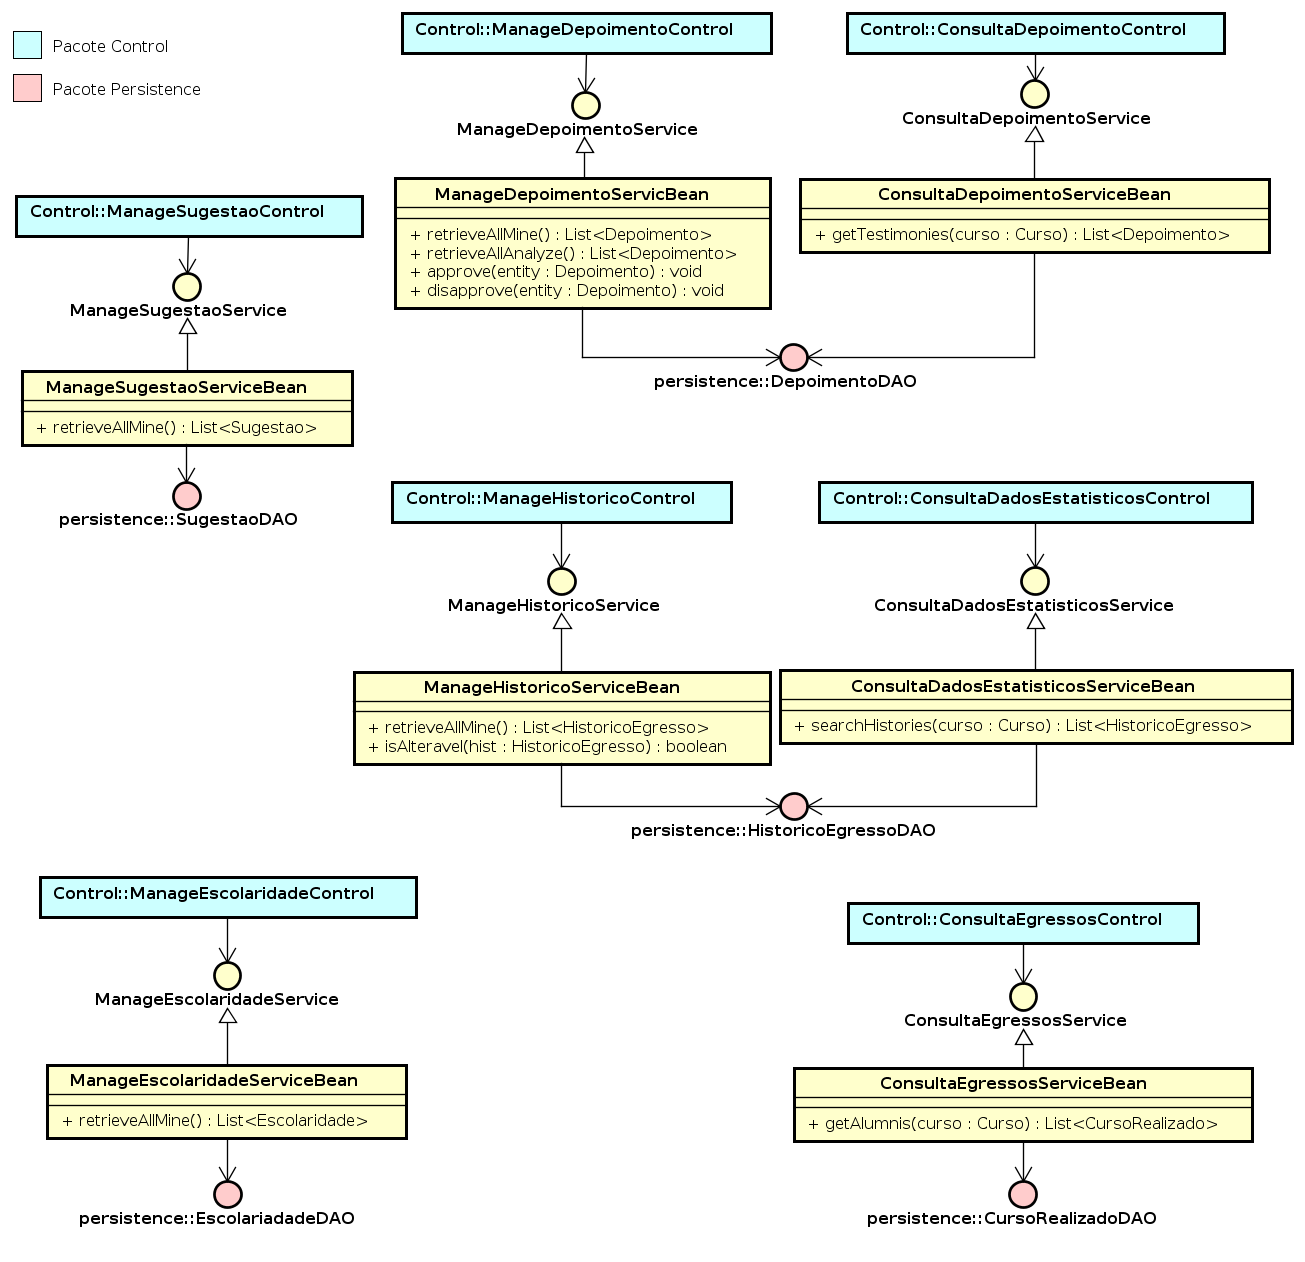 Pacote Control
Pacote Persistence
Control::ManageDepoimentoControl
ManageDepoimentoService
ManageDepoimentoServicBean
+ retrieveAllMine() : List<Depoimento>
+ retrieveAllAnalyze() : List<Depoimento>
+ approve(entity : Depoimento) : void
+ disapprove(entity : Depoimento) : void
Control::ConsultaDepoimentoControl
ConsultaDepoimentoService
ConsultaDepoimentoServiceBean
+ getTestimonies(curso : Curso) : List<Depoimento>
persistence::DepoimentoDAO
Control::ManageSugestaoControl
ManageSugestaoService
ManageSugestaoServiceBean
+ retrieveAllMine() : List<Sugestao>
persistence::SugestaoDAO
Control::ManageHistoricoControl
ManageHistoricoService
ManageHistoricoServiceBean
+ retrieveAllMine() : List<HistoricoEgresso>
+ isAlteravel(hist : HistoricoEgresso) : boolean
Control::ConsultaDadosEstatisticosControl
ConsultaDadosEstatisticosService
ConsultaDadosEstatisticosServiceBean
+ searchHistories(curso : Curso) : List<HistoricoEgresso>
persistence::HistoricoEgressoDAO
Control::ManageEscolaridadeControl
ManageEscolaridadeService
ManageEscolaridadeServiceBean
+ retrieveAllMine() : List<Escolaridade>
persistence::EscolariadadeDAO
Control::ConsultaEgressosControl
ConsultaEgressosService
ConsultaEgressosServiceBean
+ getAlumnis(curso : Curso) : List<CursoRealizado>
persistence::CursoRealizadoDAO